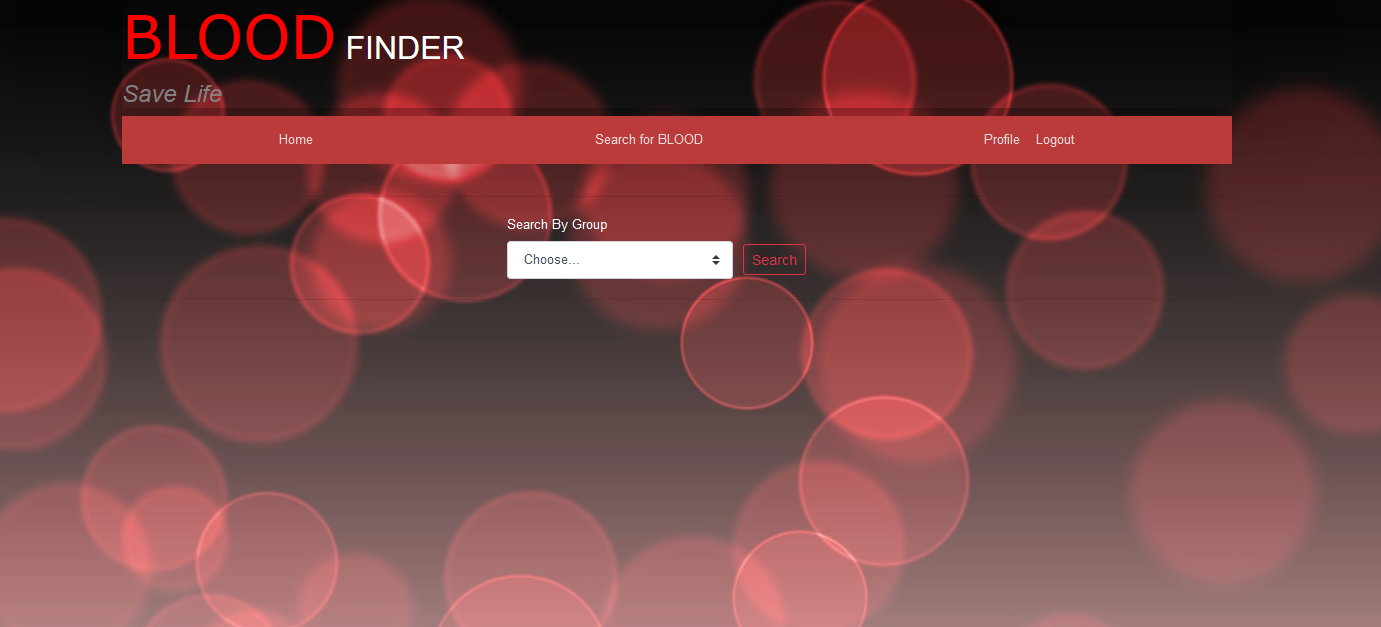 BLOOD FINDER
Save Life
Home Search for BLOOD Profile Logout
Search By Group
Choose... Search